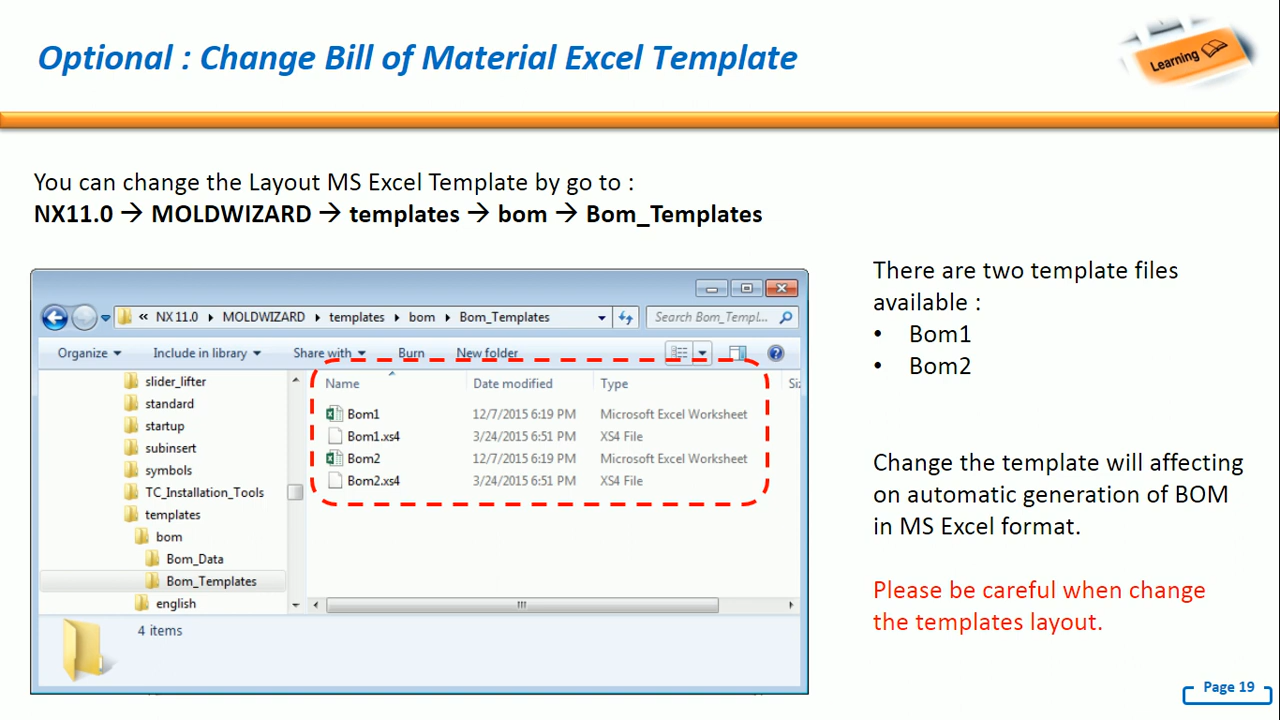 Optional : Change Bill of Material Excel Template
Learning
You can change the Layout MS Excel Template by go to :
NX11.0 → MOLDWIZARD → templates → bom → Bom_Templates
« NX 11.0 ▸ MOLDWIZARD ▸ templates ▸ bom ▸ Bom_Templates
Search Bom_Templ...
Organize ▾ Include in library ▾ Share with ▾ Burn New folder
slider_lifter
standard
startup
subinsert
symbols
TC_Installation_Tools
templates
bom
Bom_Data
Bom_Templates
english
Name Date modified Type Si
Bom1 12/7/2015 6:19 PM Microsoft Excel Worksheet
Bom1.xs4 3/24/2015 6:51 PM XS4 File
Bom2 12/7/2015 6:19 PM Microsoft Excel Worksheet
Bom2.xs4 3/24/2015 6:51 PM XS4 File
4 items
There are two template files
available :
• Bom1
• Bom2
Change the template will affecting
on automatic generation of BOM
in MS Excel format.
Please be careful when change
the templates layout.
Page 19